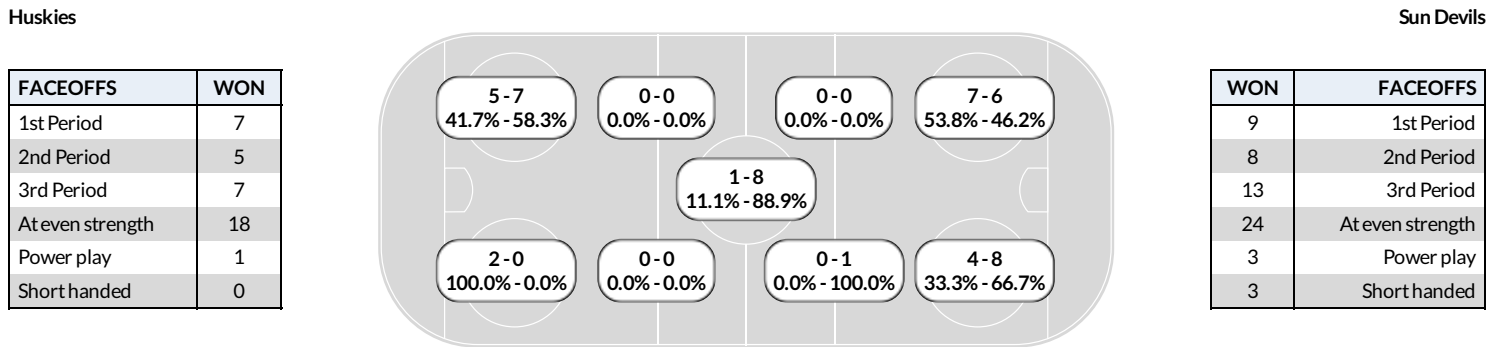 Huskies
Sun Devils
FACEOFFS WON
1st Period 7
2nd Period 5
3rd Period 7
At even strength 18
Power play 1
Short handed 0
5 - 7
41.7% - 58.3%
0 - 0
0.0% - 0.0%
0 - 0
0.0% - 0.0%
7 - 6
53.8% - 46.2%
1 - 8
11.1% - 88.9%
2 - 0
100.0% - 0.0%
0 - 0
0.0% - 0.0%
0 - 1
0.0% - 100.0%
4 - 8
33.3% - 66.7%
WON FACEOFFS
9 1st Period
8 2nd Period
13 3rd Period
24 At even strength
3 Power play
3 Short handed